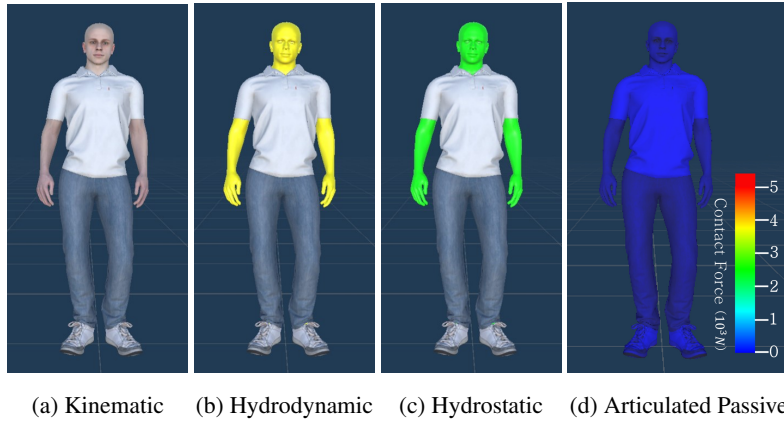 5
4
3
2
1
0
Contact Force (10³N)
(a) Kinematic
(b) Hydrodynamic
(c) Hydrostatic
(d) Articulated Passive